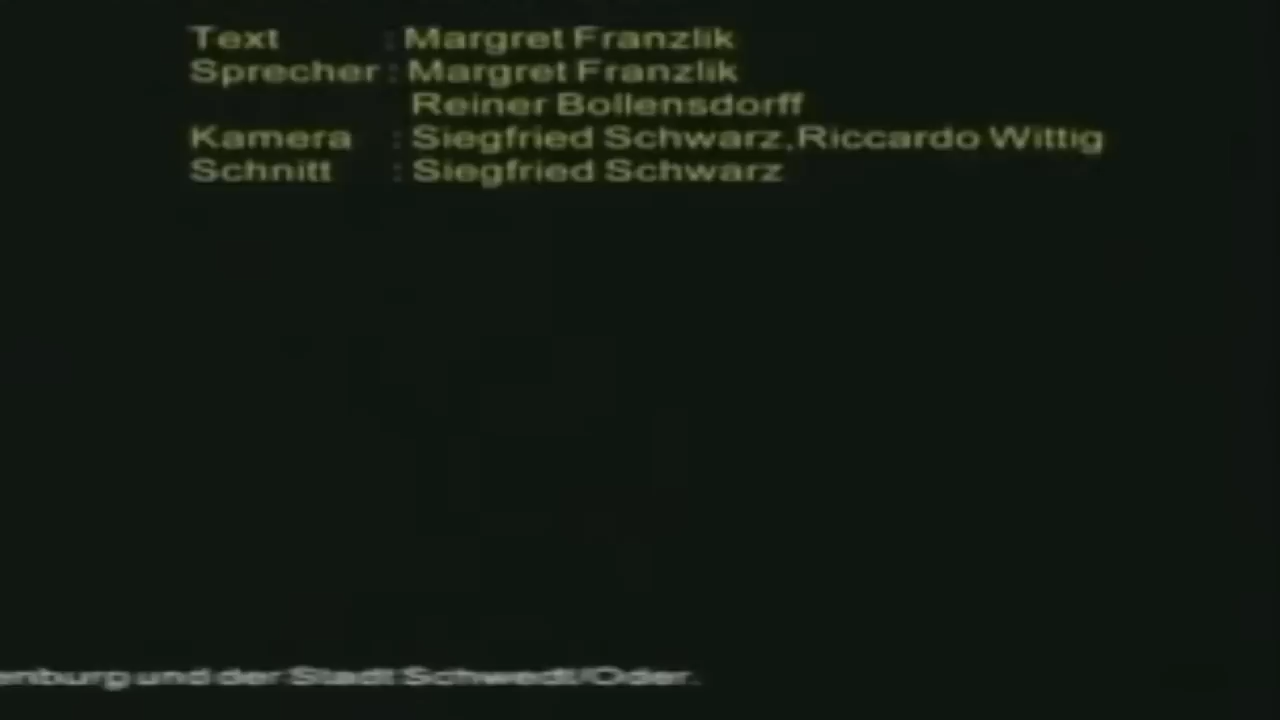 Text : Margret Franzlik
Sprecher : Margret Franzlik
Reiner Bollensdorff
Kamera : Siegfried Schwarz,Riccardo Wittig
Schnitt : Siegfried Schwarz
enburg und der Stadt Schwedt/Oder.